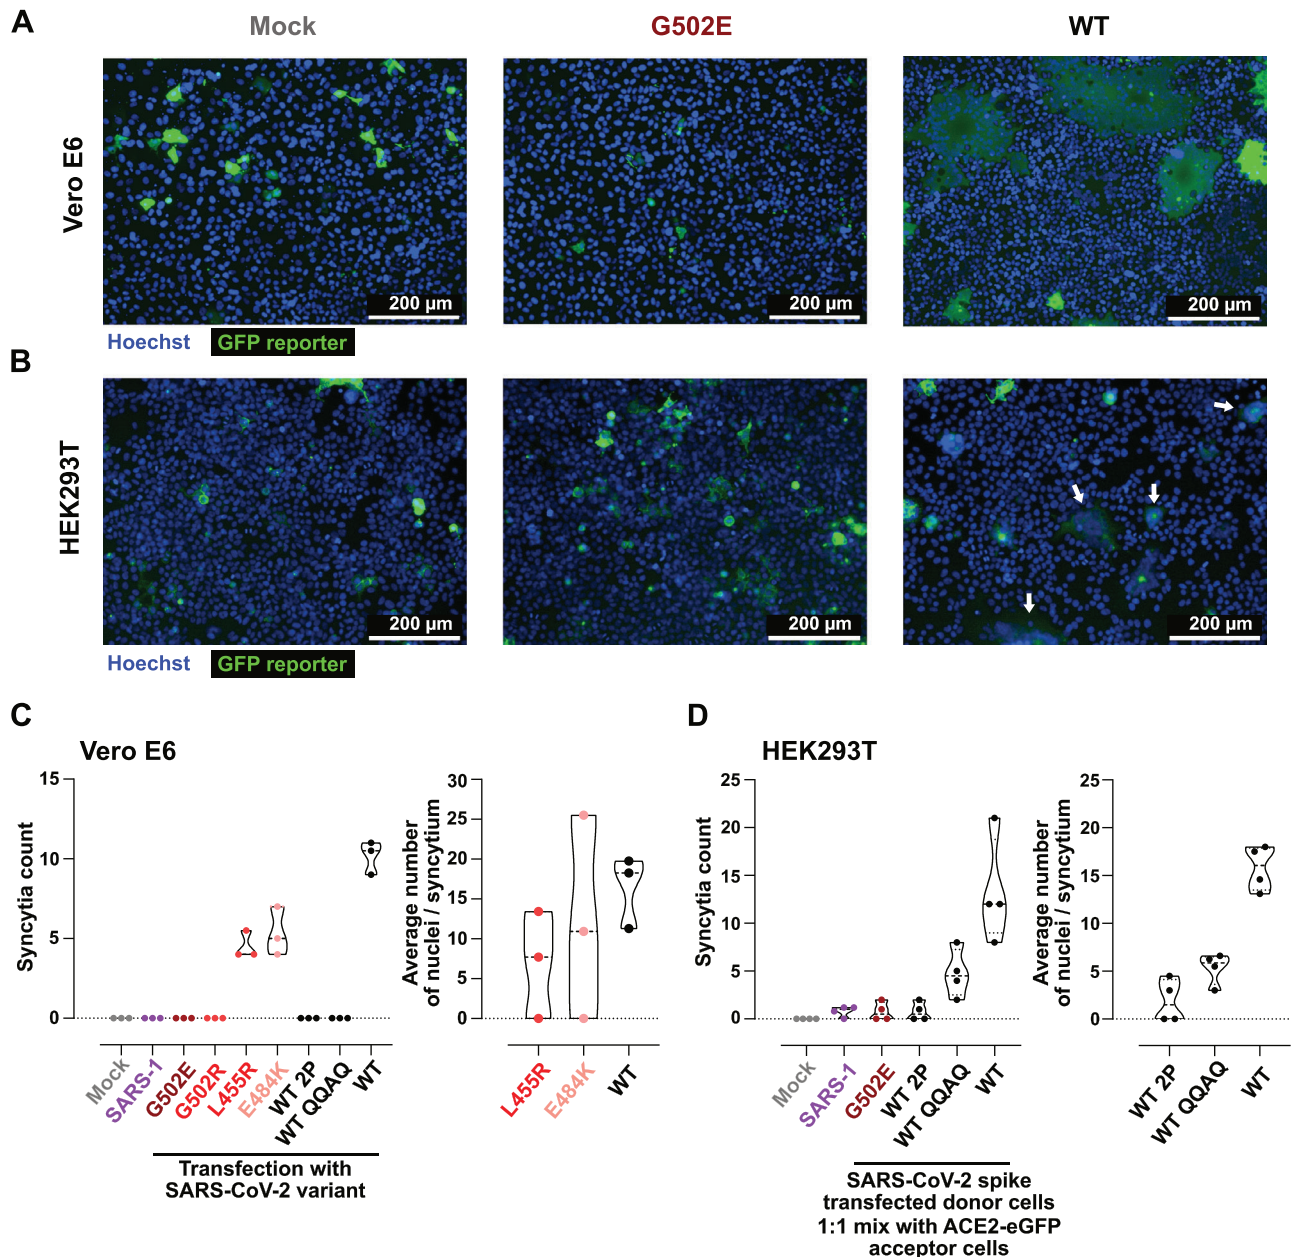 A
Mock
G502E
WT
Vero E6
200 µm
200 µm
200 µm
Hoechst
GFP reporter
B
HEK293T
200 µm
200 µm
200 µm
Hoechst
GFP reporter
C
Vero E6
Syncytia count
15
10
5
0
Mock
SARS-1
G502E
G502R
L455R
E484K
WT 2P
WT QQAQ
WT
Transfection with
SARS-CoV-2 variant
Average number
of nuclei / syncytium
30
25
20
15
10
5
0
L455R
E484K
WT
D
HEK293T
Syncytia count
25
20
15
10
5
0
Mock
SARS-1
G502E
WT 2P
WT QQAQ
WT
SARS-CoV-2 spike
transfected donor cells
1:1 mix with ACE2-eGFP
acceptor cells
Average number
of nuclei / syncytium
25
20
15
10
5
0
WT 2P
WT QQAQ
WT